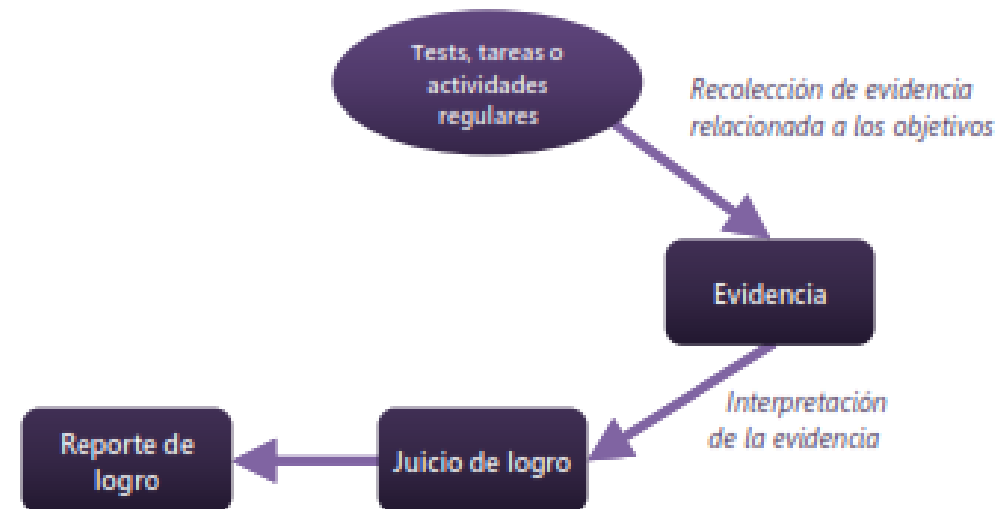 Tests, tareas o
actividades
regulares
Recolección de evidencia
relacionada a los objetivos
Evidencia
Interpretación
de la evidencia
Juicio de logro
Reporte de
logro